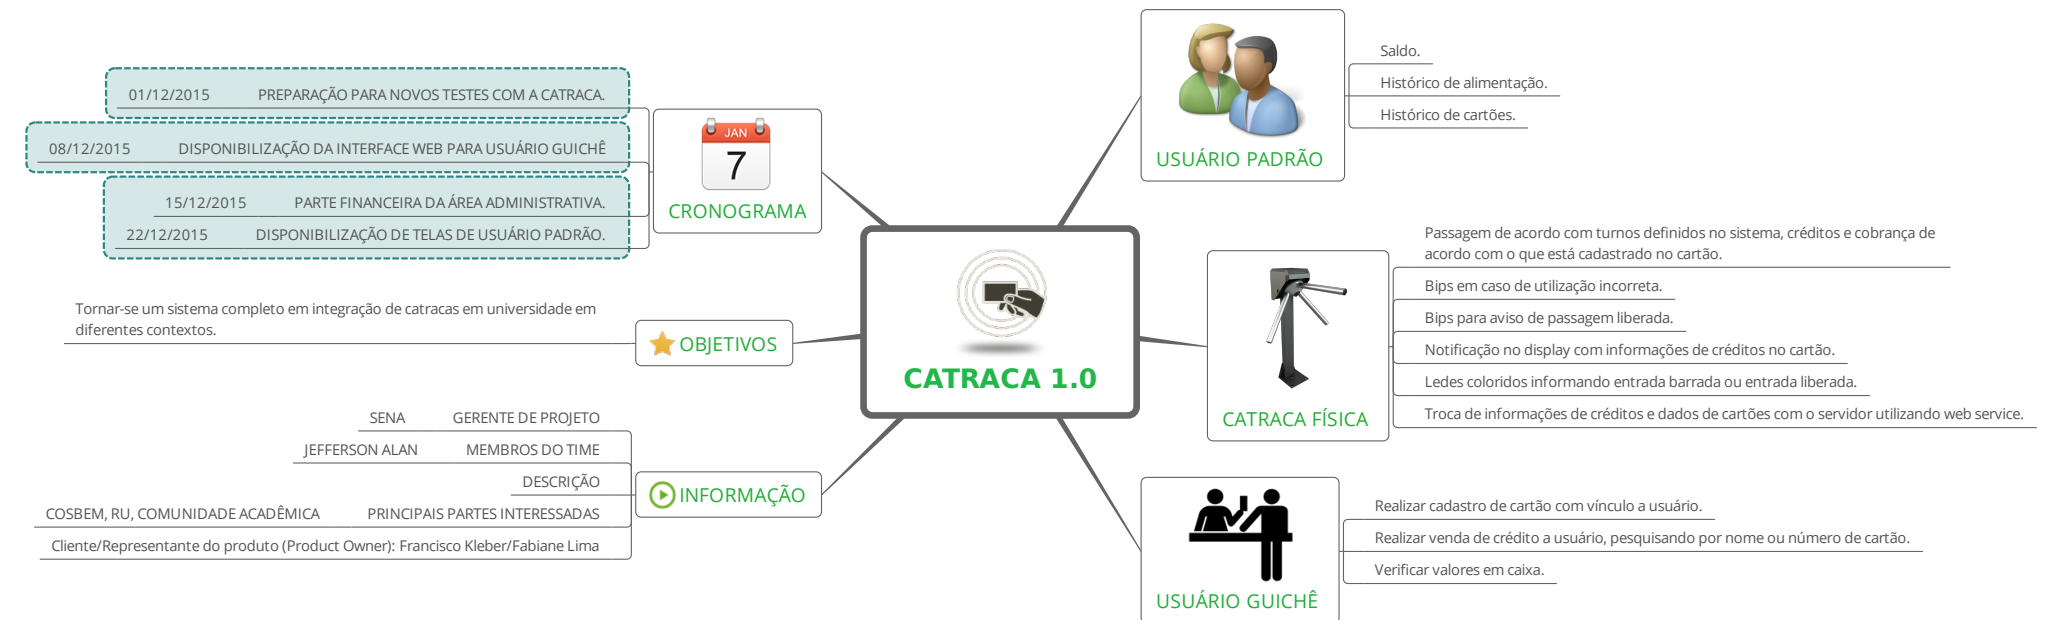 CATRACA 1.0
USUÁRIO PADRÃO
Saldo.
Histórico de alimentação.
Histórico de cartões.
CATRACA FÍSICA
Passagem de acordo com turnos definidos no sistema, créditos e cobrança de
acordo com o que está cadastrado no cartão.
Bips em caso de utilização incorreta.
Bips para aviso de passagem liberada.
Notificação no display com informações de créditos no cartão.
Ledes coloridos informando entrada barrada ou entrada liberada.
Troca de informações de créditos e dados de cartões com o servidor utilizando web service.
USUÁRIO GUICHÊ
Realizar cadastro de cartão com vínculo a usuário.
Realizar venda de crédito a usuário, pesquisando por nome ou número de cartão.
Verificar valores em caixa.
JAN
7
CRONOGRAMA
01/12/2015 PREPARAÇÃO PARA NOVOS TESTES COM A CATRACA.
08/12/2015 DISPONIBILIZAÇÃO DA INTERFACE WEB PARA USUÁRIO GUICHÊ
15/12/2015 PARTE FINANCEIRA DA ÁREA ADMINISTRATIVA.
22/12/2015 DISPONIBILIZAÇÃO DE TELAS DE USUÁRIO PADRÃO.
OBJETIVOS
Tornar-se um sistema completo em integração de catracas em universidade em
diferentes contextos.
INFORMAÇÃO
SENA GERENTE DE PROJETO
JEFFERSON ALAN MEMBROS DO TIME
DESCRIÇÃO
COSBEM, RU, COMUNIDADE ACADÊMICA PRINCIPAIS PARTES INTERESSADAS
Cliente/Representante do produto (Product Owner): Francisco Kleber/Fabiane Lima